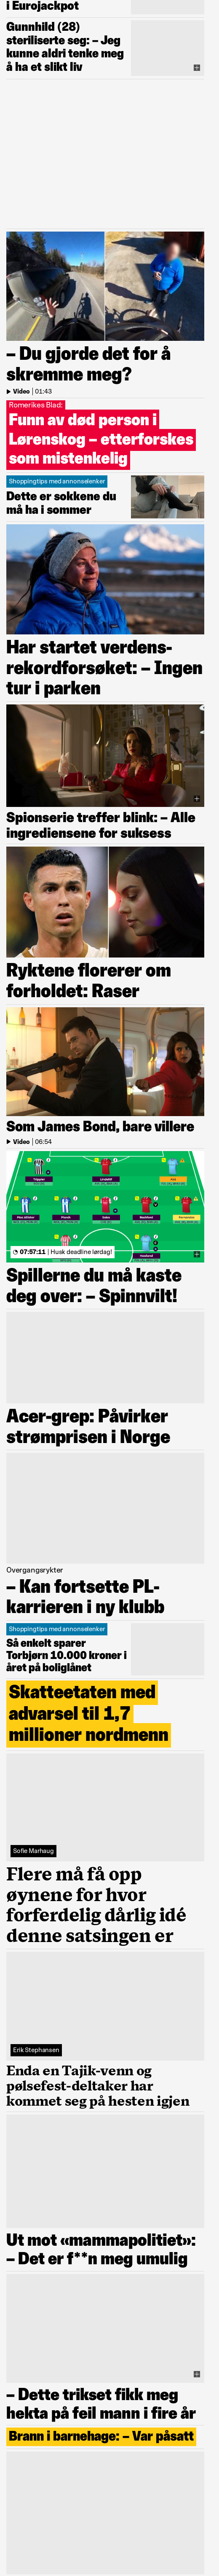 i Eurojackpot
Gunnhild (28)
steriliserte seg: – Jeg
kunne aldri tenke meg
å ha et slikt liv
– Du gjorde det for å
skremme meg?
Video | 01:43
Romerikes Blad:
Funn av død person i
Lørenskog – etterforskes
som mistenkelig
Shoppingtips med annonselenker
Dette er sokkene du
må ha i sommer
Har startet verdens-
rekordforsøket: – Ingen
tur i parken
Spionserie treffer blink: – Alle
ingrediensene for suksess
Ryktene florerer om
forholdet: Raser
Som James Bond, bare villere
Video | 06:54
07:57:11 | Husk deadline lørdag!
Spillerne du må kaste
deg over: – Spinnvilt!
Acer-grep: Påvirker
strømprisen i Norge
Overgangsrykter
– Kan fortsette PL-
karrieren i ny klubb
Shoppingtips med annonselenker
Så enkelt sparer
Torbjørn 10.000 kroner i
året på boliglånet
Skatteetaten med
advarsel til 1,7
millioner nordmenn
Sofie Marhaug
Flere må få opp
øynene for hvor
forferdelig dårlig idé
denne satsingen er
Erik Stephansen
Enda en Tajik-venn og
pølsefest-deltaker har
kommet seg på hesten igjen
Ut mot «mammapolitiet»:
– Det er f**n meg umulig
– Dette trikset fikk meg
hekta på feil mann i fire år
Brann i barnehage: – Var påsatt